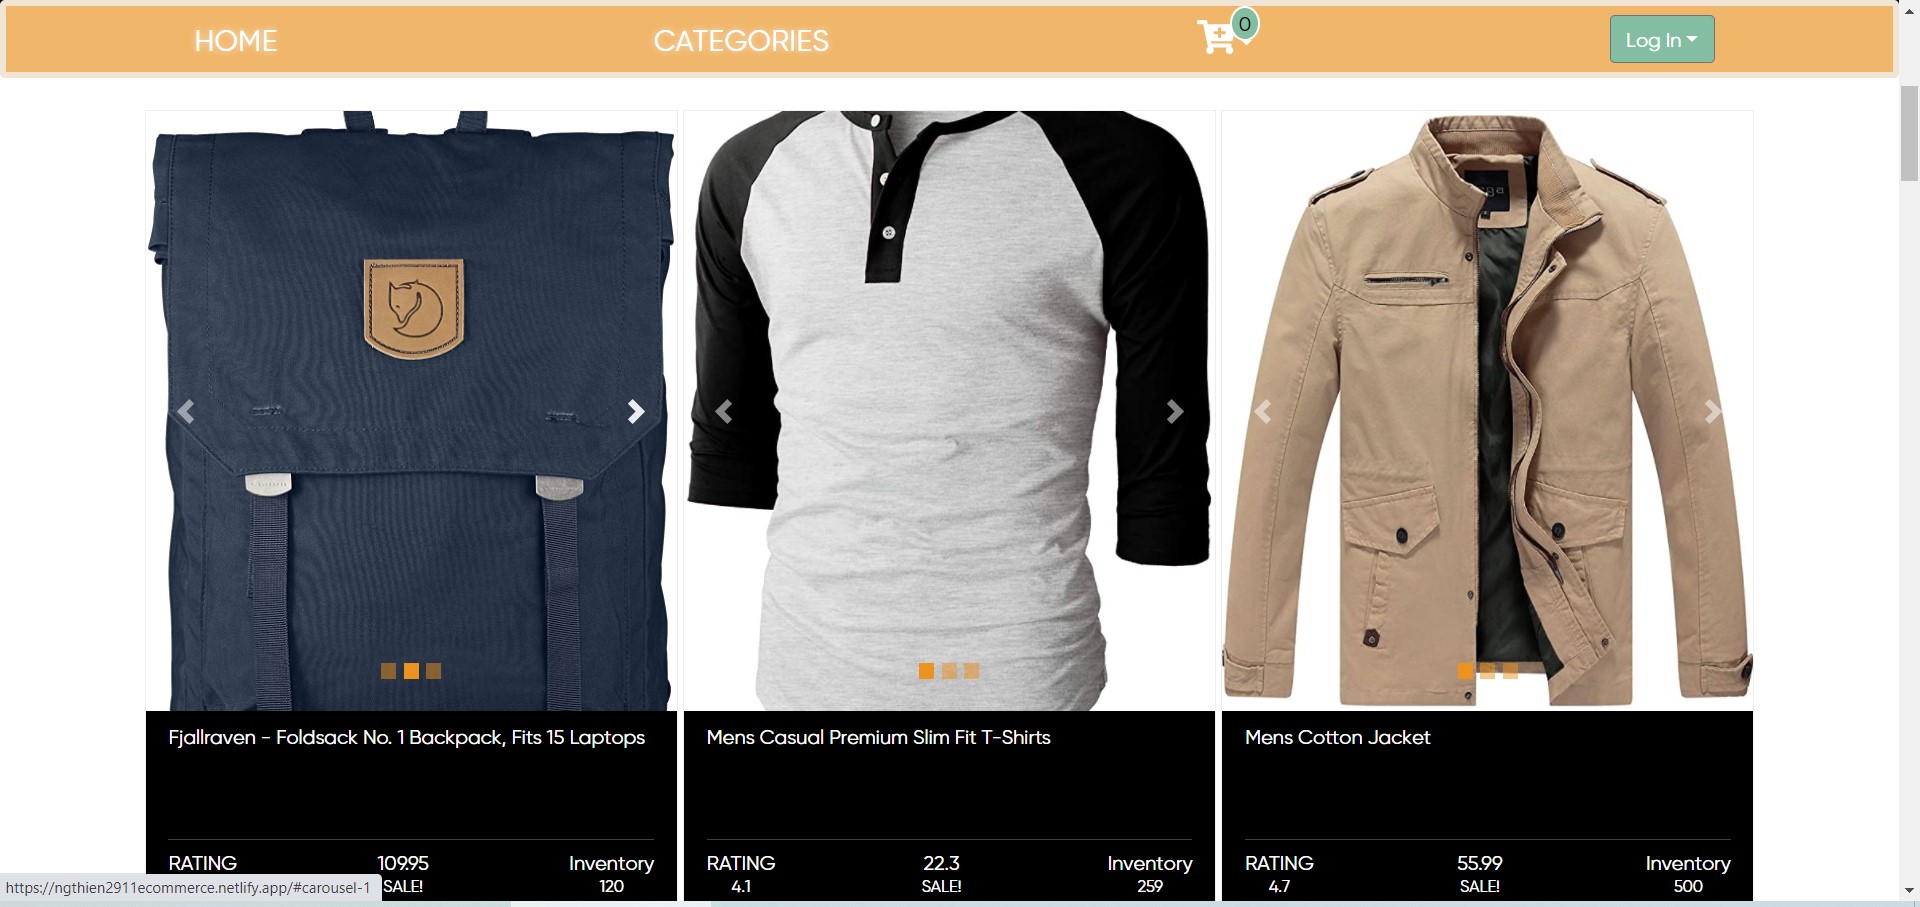 HOME CATEGORIES 0 Log In
Fjallraven - Foldsack No. 1 Backpack, Fits 15 Laptops
RATING 109.95 Inventory
SALE! 120
Mens Casual Premium Slim Fit T-Shirts
RATING 22.3 Inventory
4.1 SALE! 259
Mens Cotton Jacket
RATING 55.99 Inventory
4.7 SALE! 500
https://ngthien2911ecommerce.netlify.app/#carousel-1